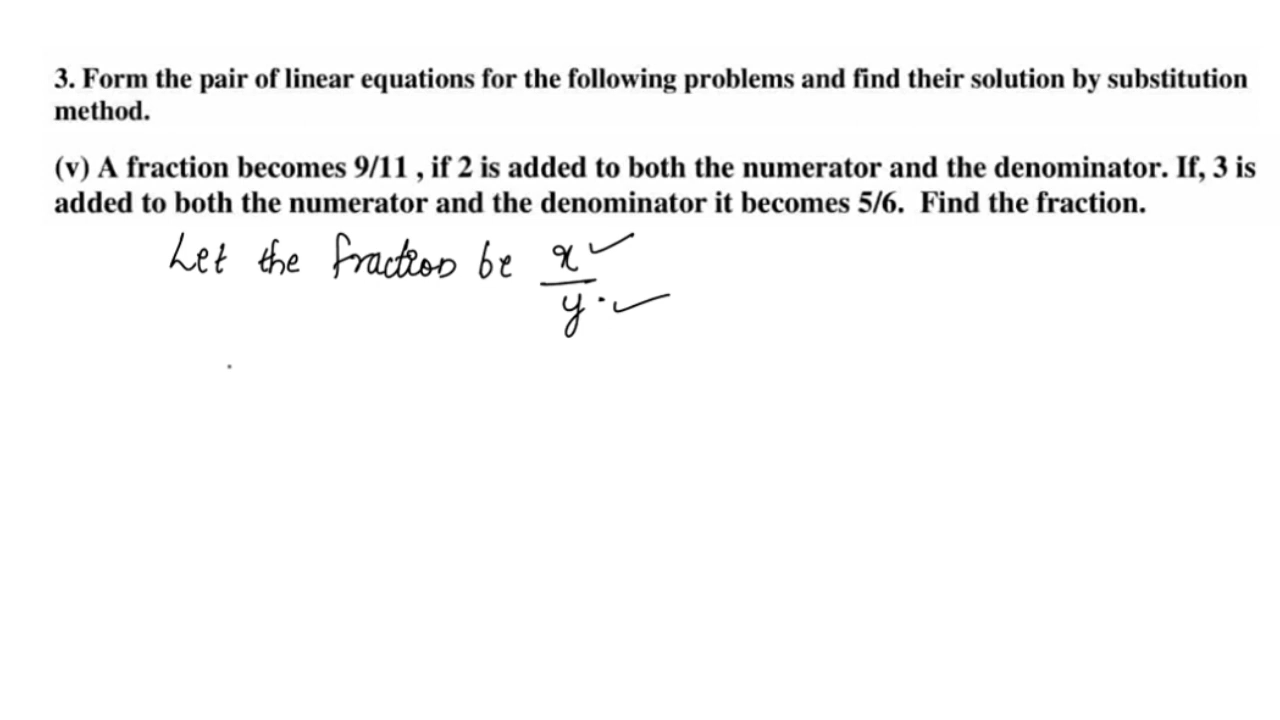 3. Form the pair of linear equations for the following problems and find their solution by substitution
method.
(v) A fraction becomes 9/11 , if 2 is added to both the numerator and the denominator. If, 3 is
added to both the numerator and the denominator it becomes 5/6. Find the fraction.
Let the fraction be x
y.